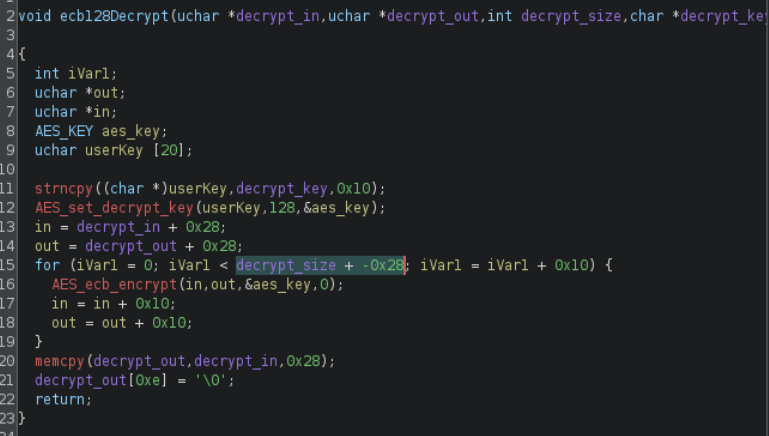 2 void ecb128Decrypt(uchar *decrypt_in,uchar *decrypt_out,int decrypt_size,char *decrypt_key
3
4 {
5   int iVar1;
6   uchar *out;
7   uchar *in;
8   AES_KEY aes_key;
9   uchar userKey [20];
10
11   strncpy((char *)userKey,decrypt_key,0x10);
12   AES_set_decrypt_key(userKey,128,&aes_key);
13   in = decrypt_in + 0x28;
14   out = decrypt_out + 0x28;
15   for (iVar1 = 0; iVar1 < decrypt_size + -0x28; iVar1 = iVar1 + 0x10) {
16     AES_ecb_encrypt(in,out,&aes_key,0);
17     in = in + 0x10;
18     out = out + 0x10;
19   }
20   memcpy(decrypt_out,decrypt_in,0x28);
21   decrypt_out[0xe] = '\0';
22   return;
23 }